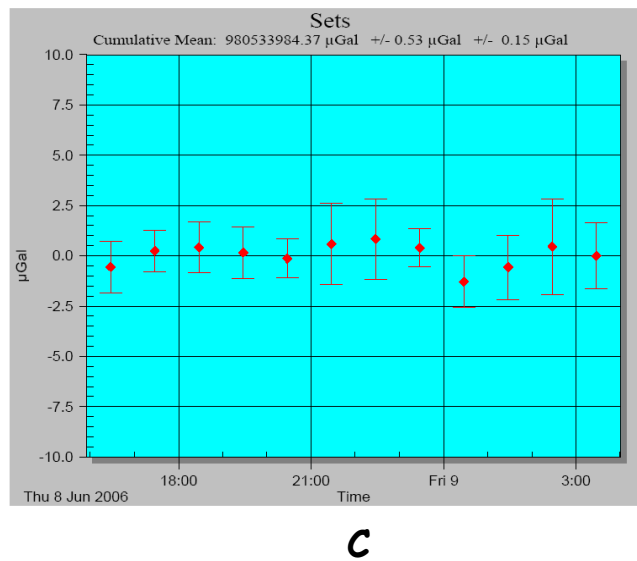 Sets
Cumulative Mean: 980533984.37 µGal +/- 0.53 µGal +/- 0.15 µGal
10.0
7.5
5.0
2.5
0.0
-2.5
-5.0
-7.5
-10.0
µGal
18:00 21:00 Fri 9 3:00
Thu 8 Jun 2006 Time
C